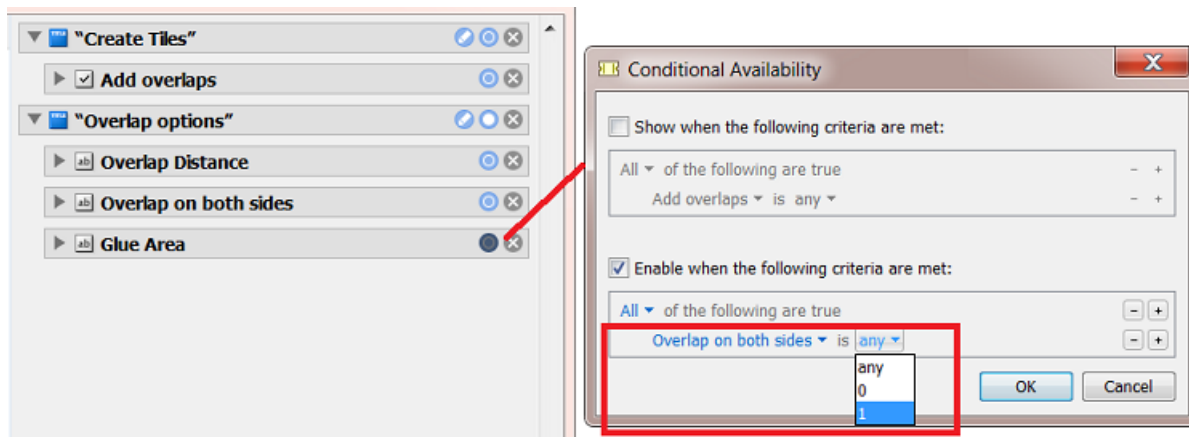 "Create Tiles"
Add overlaps
"Overlap options"
Overlap Distance
Overlap on both sides
Glue Area
Conditional Availability
Show when the following criteria are met:
All of the following are true
Add overlaps is any
Enable when the following criteria are met:
All of the following are true
Overlap on both sides is any
any
0
1
OK Cancel